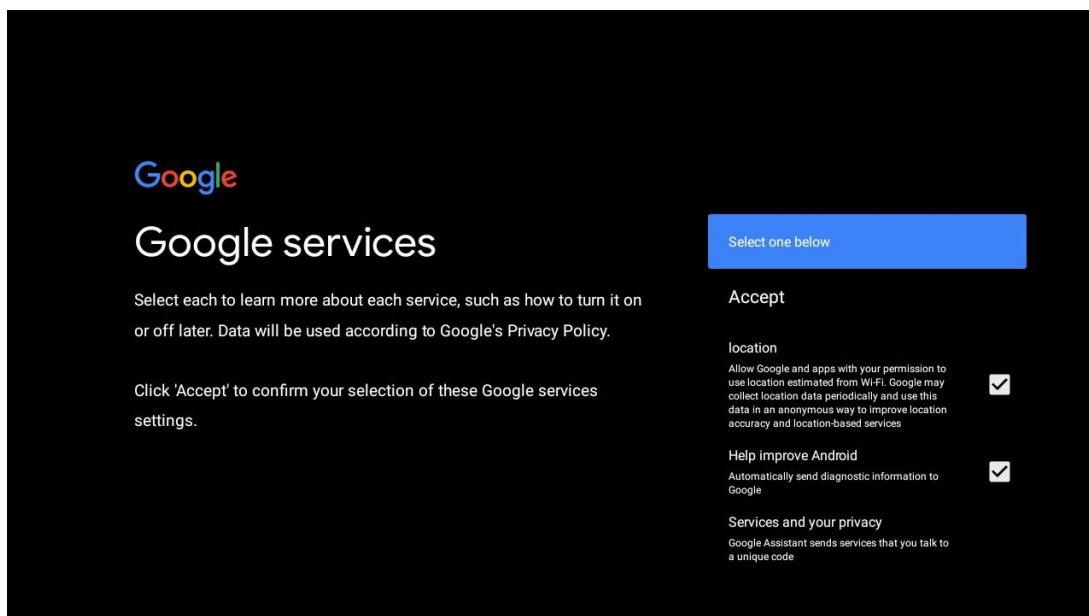 Google
Google services
Select each to learn more about each service, such as how to turn it on
or off later. Data will be used according to Google's Privacy Policy.
Click 'Accept' to confirm your selection of these Google services
settings.
Select one below
Accept
location
Allow Google and apps with your permission to
use location estimated from Wi-Fi. Google may
collect location data periodically and use this
data in an anonymous way to improve location
accuracy and location-based services
Help improve Android
Automatically send diagnostic information to
Google
Services and your privacy
Google Assistant sends services that you talk to
a unique code